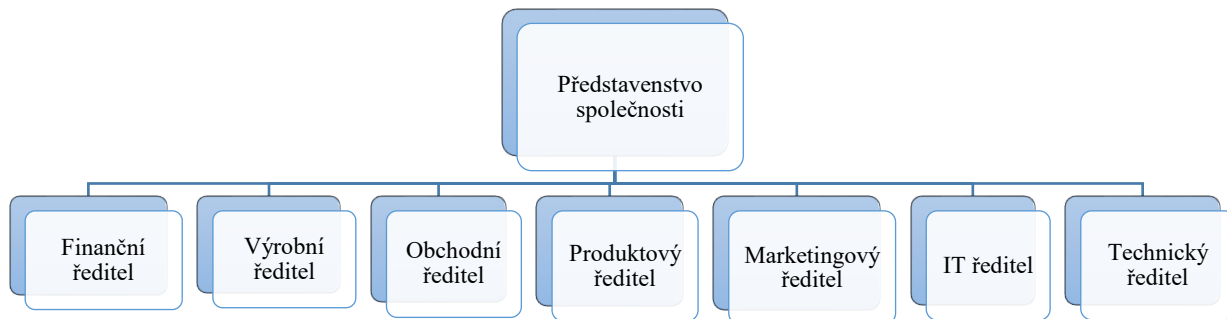 Představenstvo
společnosti
Finanční
ředitel
Výrobní
ředitel
Obchodní
ředitel
Produktový
ředitel
Marketingový
ředitel
IT ředitel
Technický
ředitel